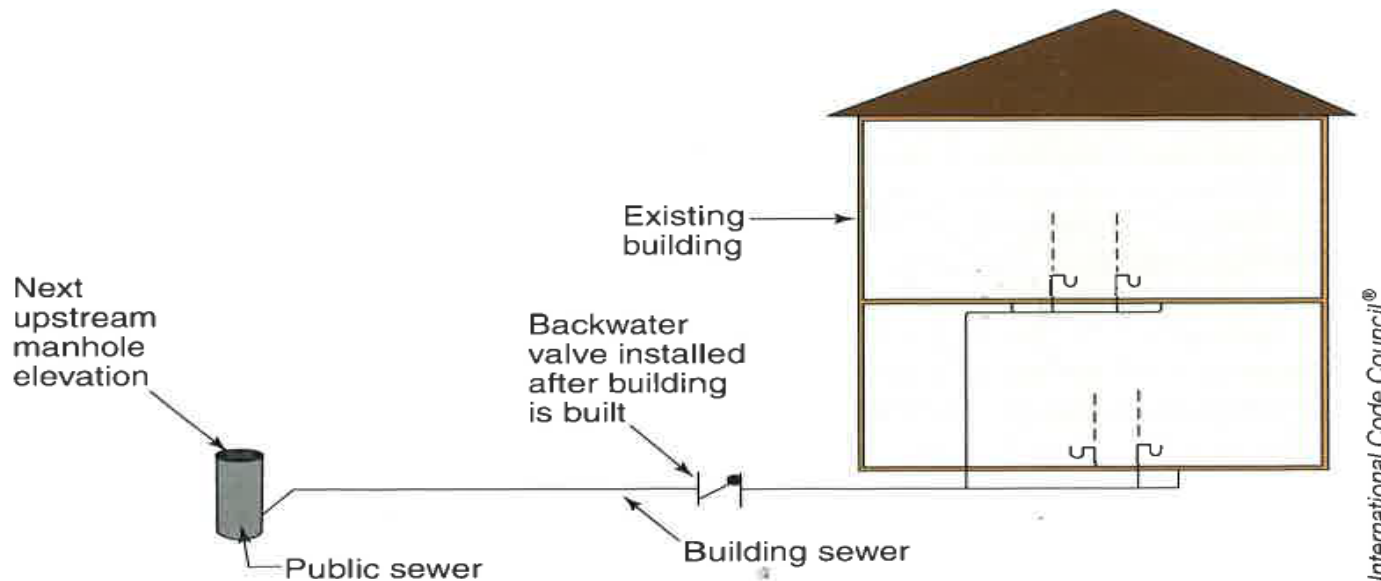 Existing
building
Next
upstream
manhole
elevation
Backwater
valve installed
after building
is built
Building sewer
Public sewer
International Code Council®